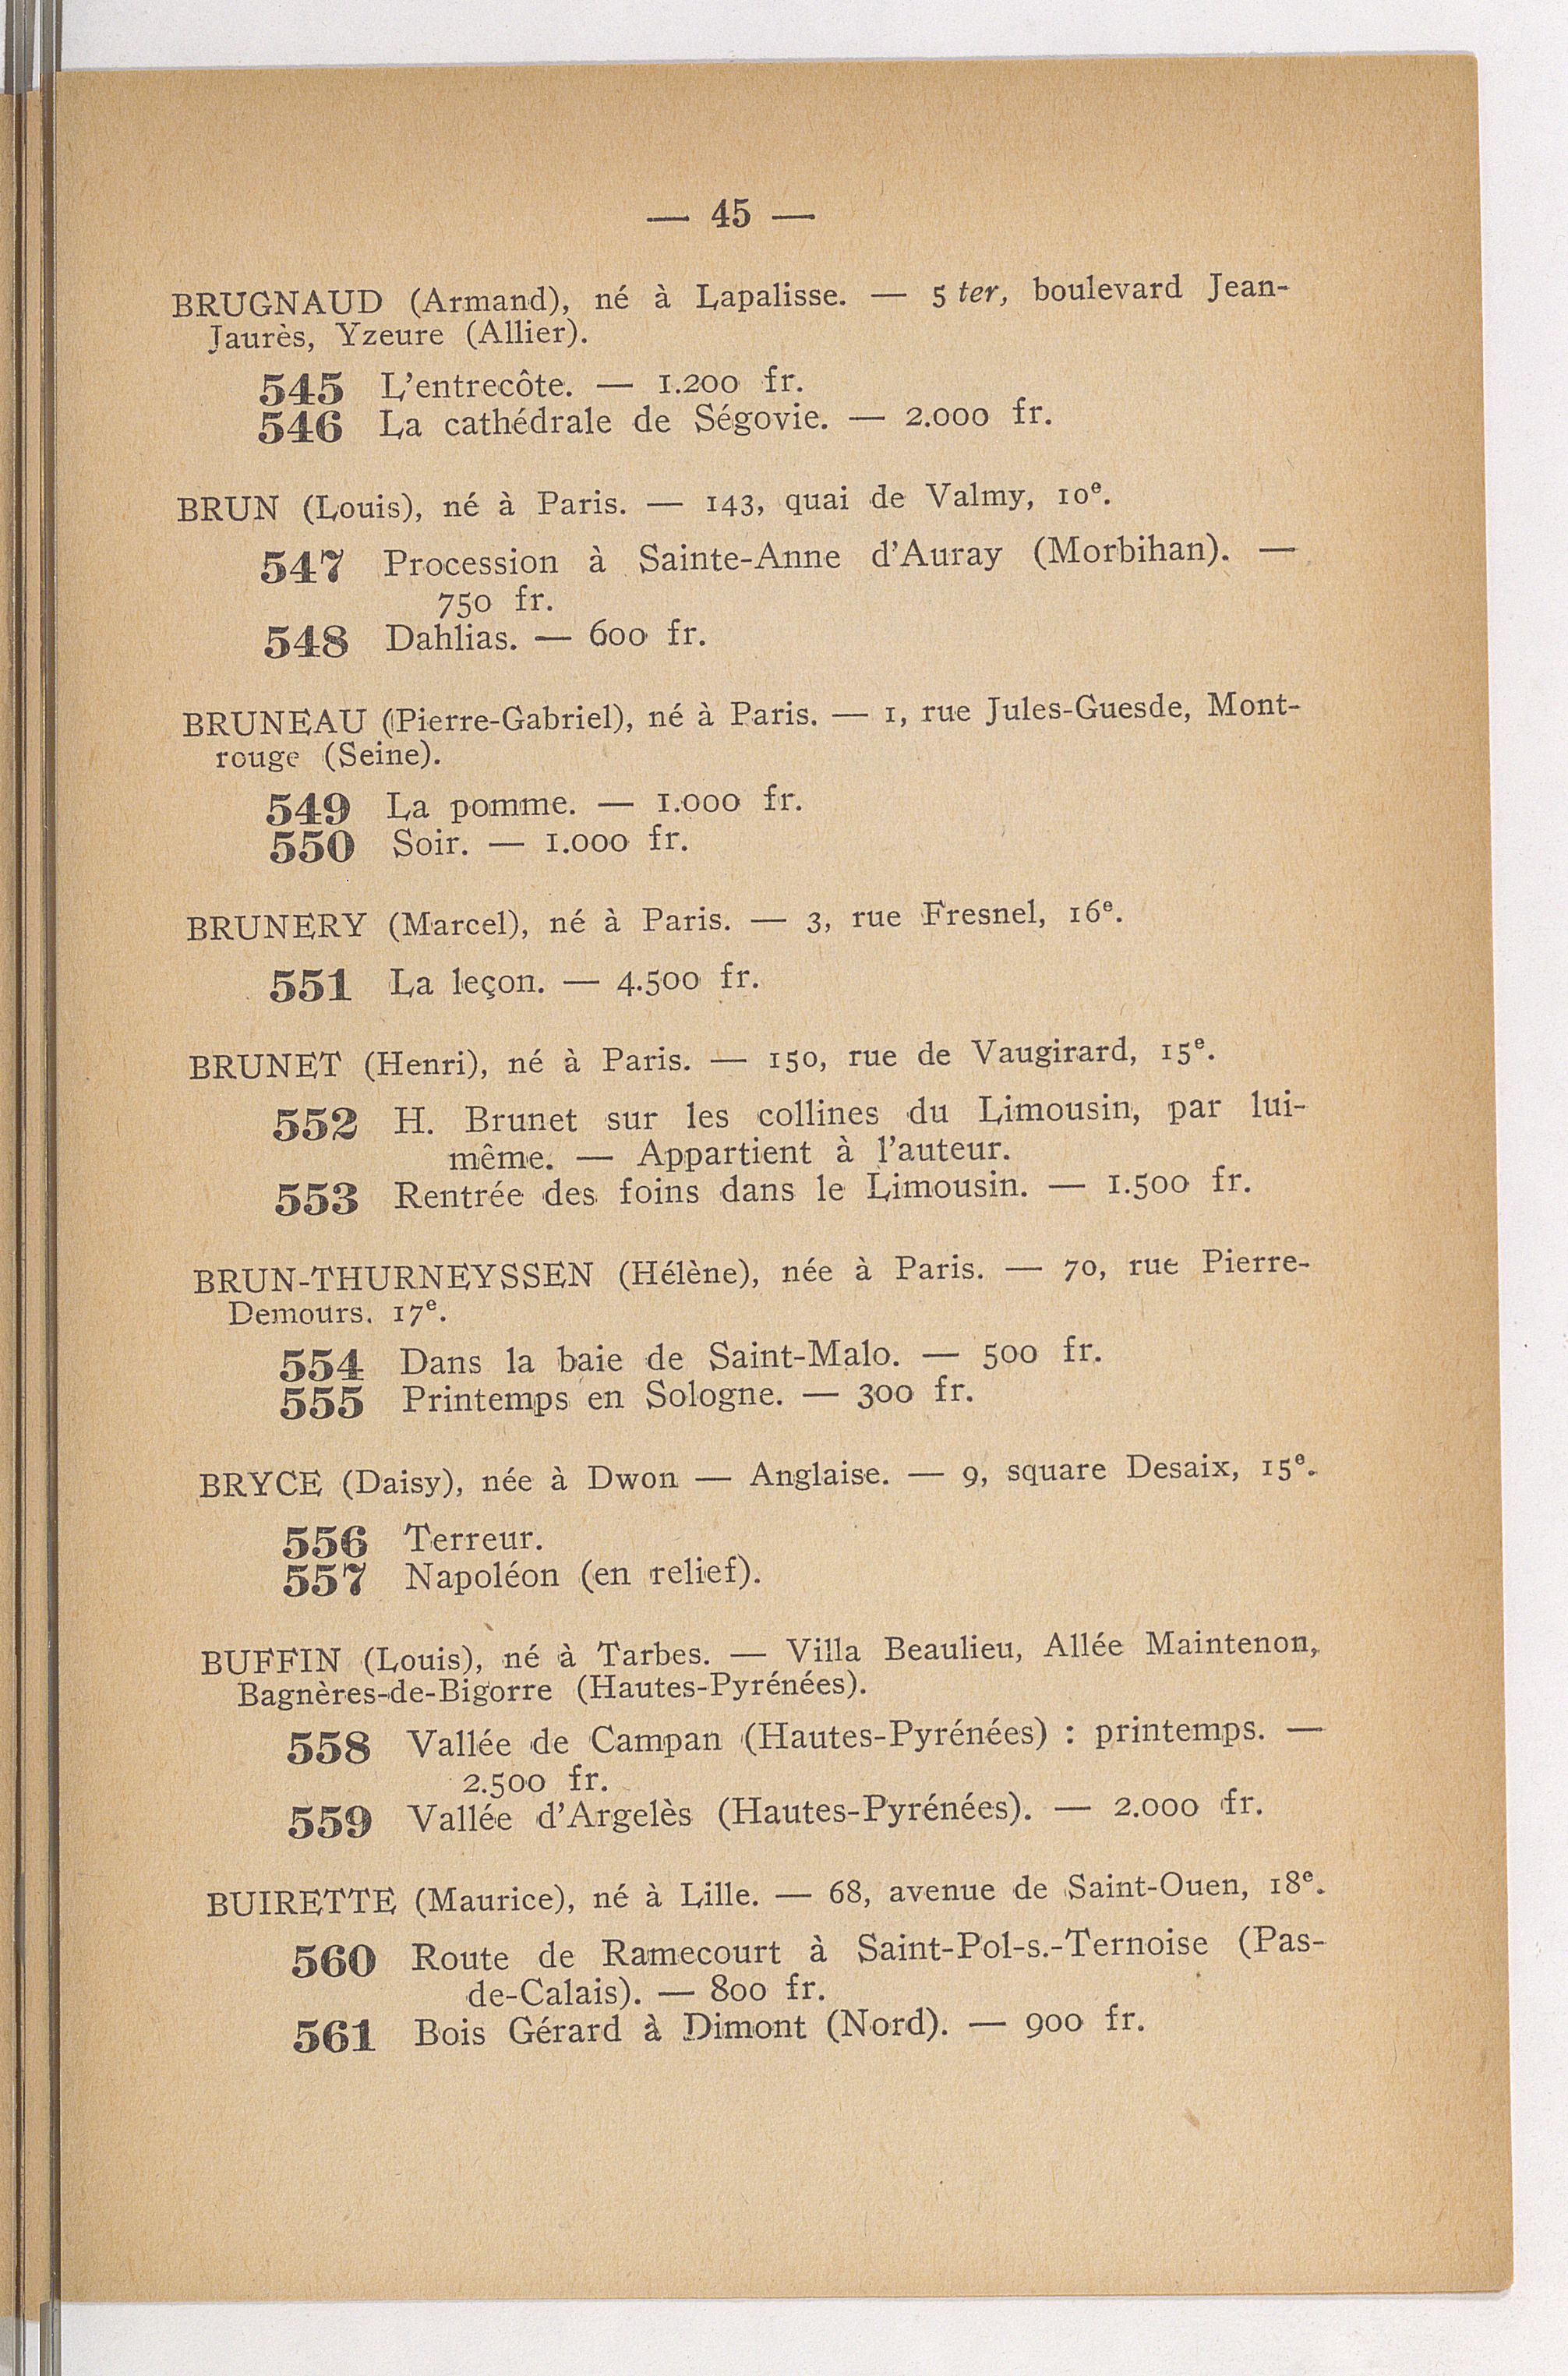 — 45 —
BRUGNAUD (Armand), né à Lapalisse. — 5 ter, boulevard Jean-
Jaurès, Yzeure (Allier).
545 L'entrecôte. — 1.200 fr.
546 La cathédrale de Ségovie. — 2.000 fr.
BRUN (Louis), né à Paris. — 143, quai de Valmy, 10e.
547 Procession à Sainte-Anne d'Auray (Morbihan). —
750 fr.
548 Dahlias. — 600 fr.
BRUNEAU (Pierre-Gabriel), né à Paris. — 1, rue Jules-Guesde, Mont-
rouge (Seine).
549 La pomme. — 1.000 fr.
550 Soir. — 1.000 fr.
BRUNERY (Marcel), né à Paris. — 3, rue Fresnel, 16e.
551 La leçon. — 4.500 fr.
BRUNET (Henri), né à Paris. — 150, rue de Vaugirard, 15e.
552 H. Brunet sur les collines du Limousin, par lui-
même. — Appartient à l'auteur.
553 Rentrée des foins dans le Limousin. — 1.500 fr.
BRUN-THURNEYSSEN (Hélène), née à Paris. — 70, rue Pierre-
Demours. 17e.
554 Dans la baie de Saint-Malo. — 500 fr.
555 Printemps en Sologne. — 300 fr.
BRYCE (Daisy), née à Dwon — Anglaise. — 9, square Desaix, 15e.
556 Terreur.
557 Napoléon (en relief).
BUFFIN (Louis), né à Tarbes. — Villa Beaulieu, Allée Maintenon,
Bagnères-de-Bigorre (Hautes-Pyrénées).
558 Vallée de Campan (Hautes-Pyrénées) : printemps. —
2.500 fr.
559 Vallée d'Argelès (Hautes-Pyrénées). — 2.000 fr.
BUIRETTE (Maurice), né à Lille. — 68, avenue de Saint-Ouen, 18e.
560 Route de Ramecourt à Saint-Pol-s.-Ternoise (Pas-
de-Calais). — 800 fr.
561 Bois Gérard à Dimont (Nord). — 900 fr.